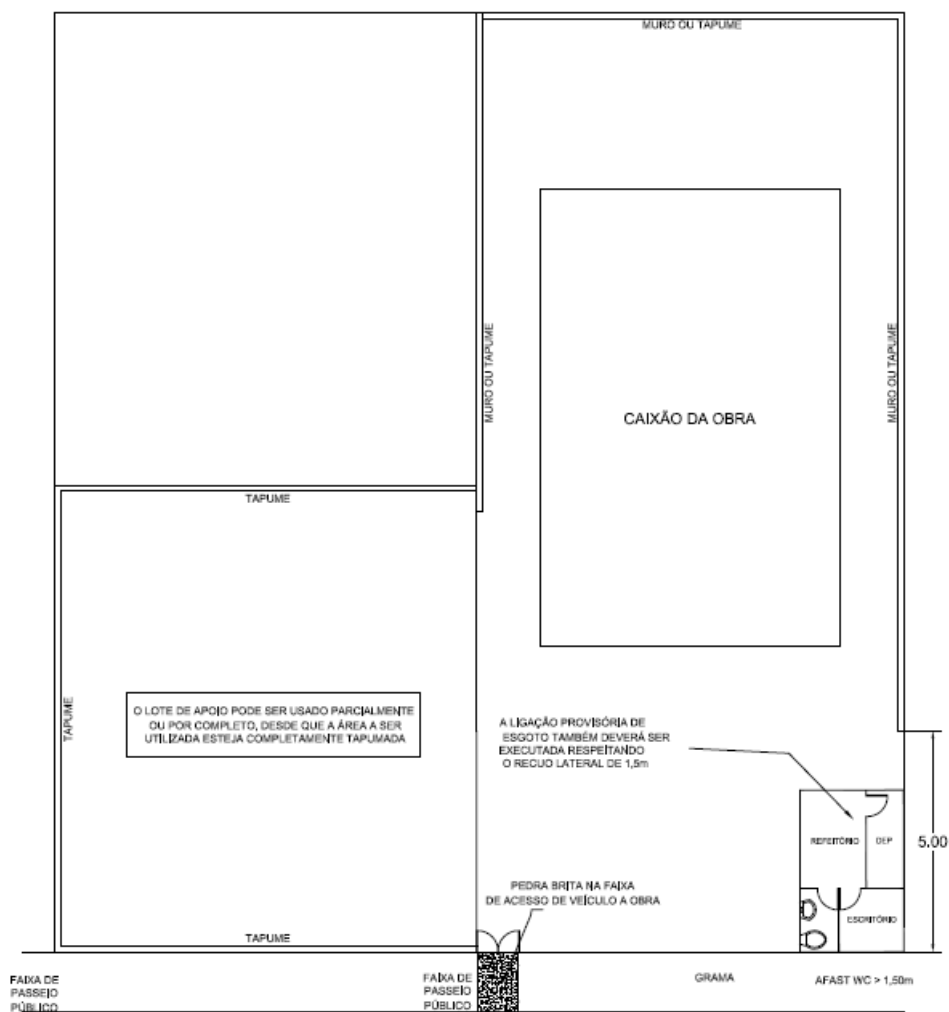 MURO OU TAPUME
MURO OU TAPUME
MURO OU TAPUME
CAIXÃO DA OBRA
TAPUME
TAPUME
O LOTE DE APOIO PODE SER USADO PARCIALMENTE
OU POR COMPLETO, DESDE QUE A ÁREA A SER
UTILIZADA ESTEJA COMPLETAMENTE TAPUMADA
A LIGAÇÃO PROVISÓRIA DE
ESGOTO TAMBÉM DEVERÁ SER
EXECUTADA RESPEITANDO
O RECUO LATERAL DE 1,5m
REFEITÓRIO
DEP
5.00
PEDRA BRITA NA FAIXA
DE ACESSO DE VEÍCULO A OBRA
ESCRITÓRIO
TAPUME
FAIXA DE
PASSEIO
PÚBLICO
FAIXA DE
PASSEIO
PÚBLICO
GRAMA
AFAST WC > 1,50m